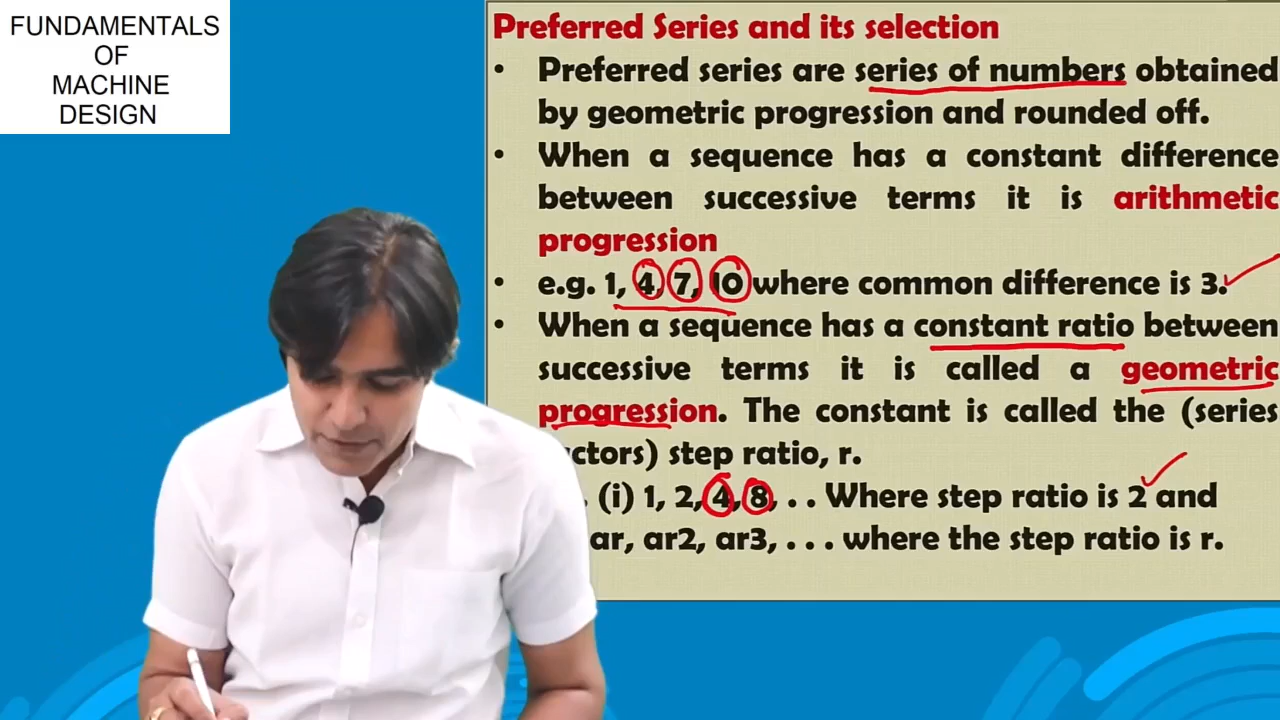 FUNDAMENTALS
OF
MACHINE
DESIGN
Preferred Series and its selection
• Preferred series are series of numbers obtained
by geometric progression and rounded off.
• When a sequence has a constant difference
between successive terms it is arithmetic
progression
• e.g. 1, 4, 7, 10 where common difference is 3.
• When a sequence has a constant ratio between
successive terms it is called a geometric
progression. The constant is called the (series
ctors) step ratio, r.
. (i) 1, 2, 4, 8, . . Where step ratio is 2 and
ar, ar2, ar3, . . . where the step ratio is r.